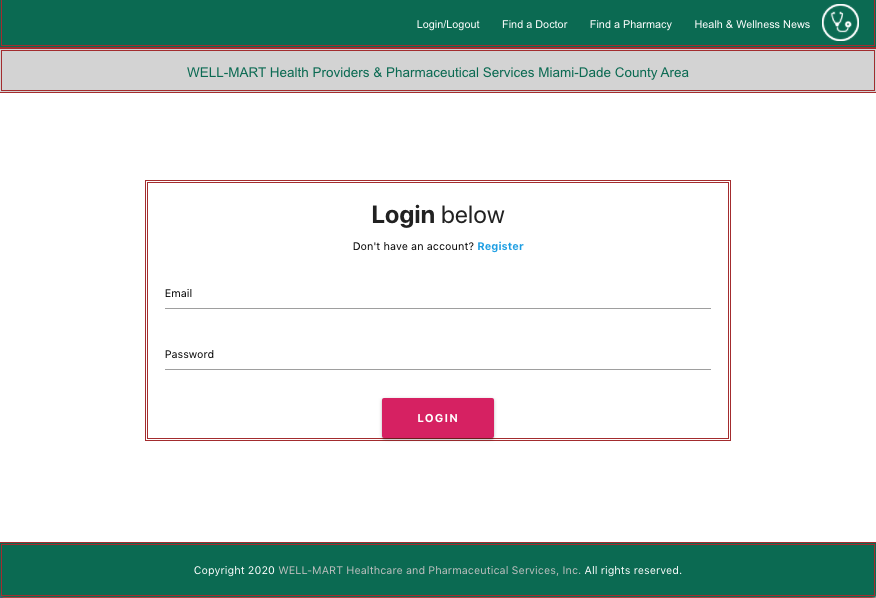 Login/Logout Find a Doctor Find a Pharmacy Healh & Wellness News
WELL-MART Health Providers & Pharmaceutical Services Miami-Dade County Area
Login below
Don't have an account? Register
Email
Password
LOGIN
Copyright 2020 WELL-MART Healthcare and Pharmaceutical Services, Inc. All rights reserved.